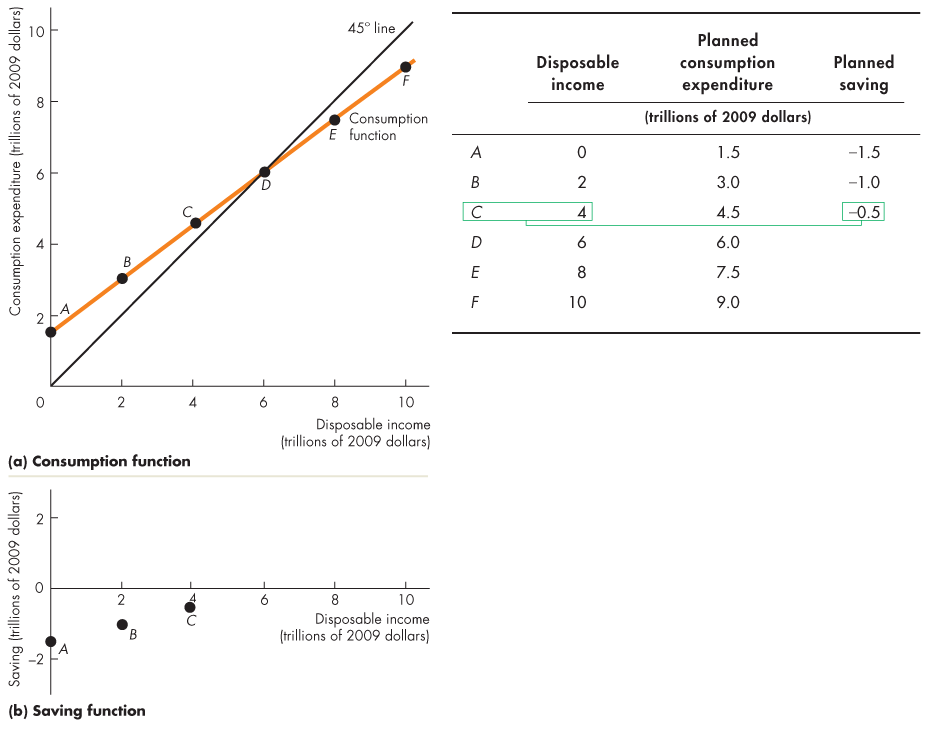 Consumption expenditure (trillions of 2009 dollars)
10
8
6
4
2
0
2
4
6
8
10
45° line
Consumption
function
A
B
C
D
E
F
Disposable income
(trillions of 2009 dollars)
(a) Consumption function
Saving (trillions of 2009 dollars)
2
0
–2
2
4
6
8
10
A
B
C
Disposable income
(trillions of 2009 dollars)
(b) Saving function
Disposable income Planned consumption expenditure Planned saving
(trillions of 2009 dollars)
A 0 1.5 –1.5
B 2 3.0 –1.0
C 4 4.5 –0.5
D 6 6.0
E 8 7.5
F 10 9.0